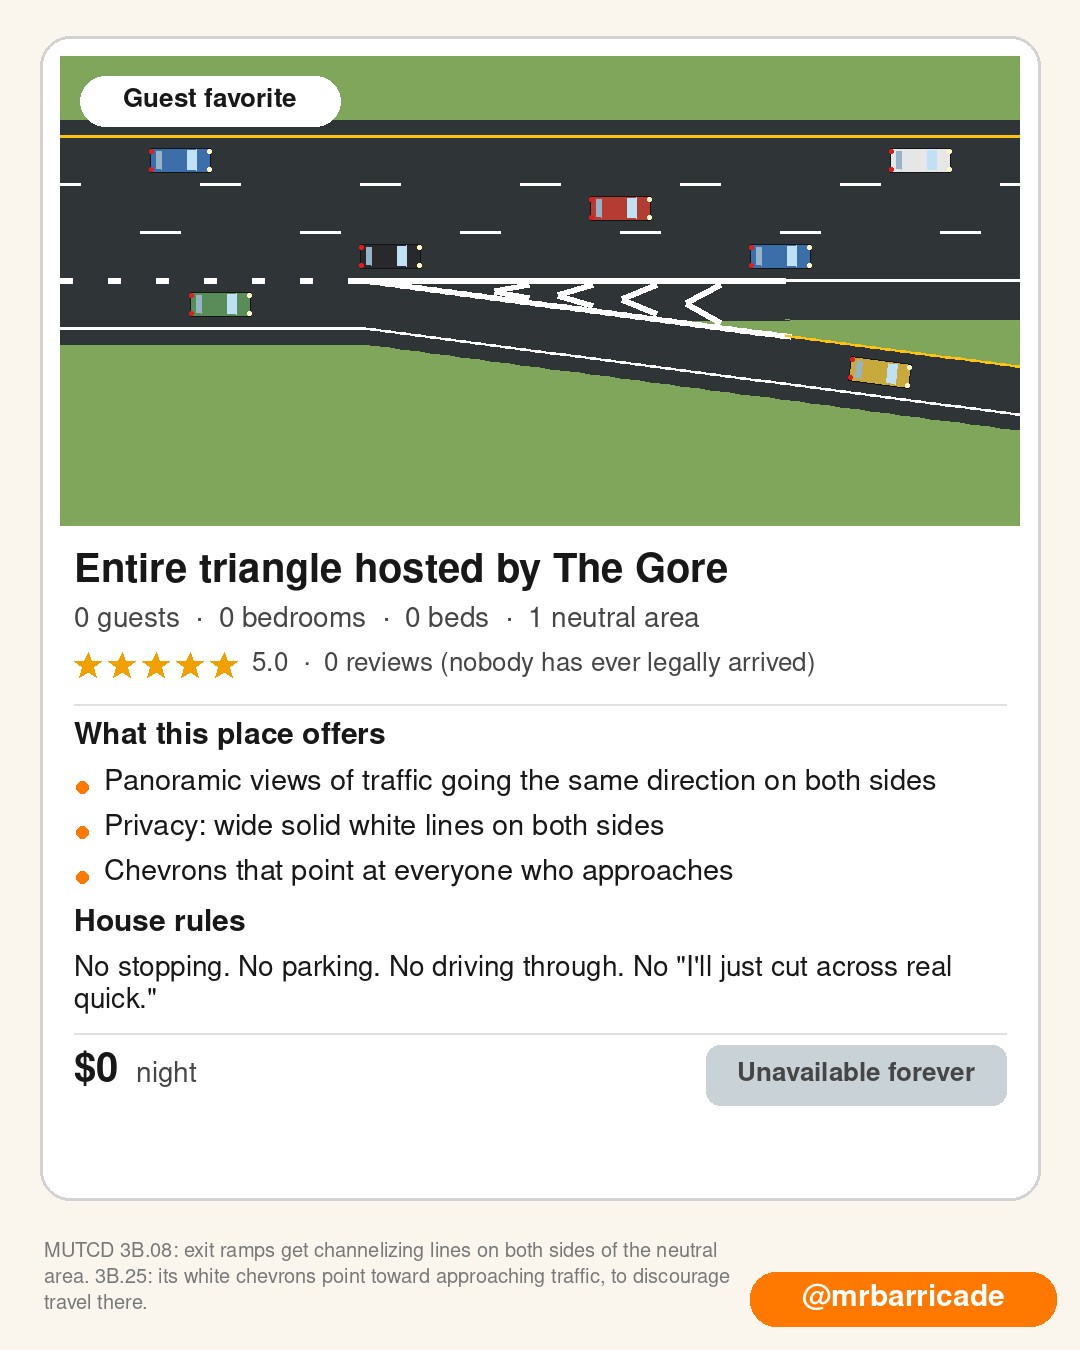 Guest favorite
Entire triangle hosted by The Gore
0 guests · 0 bedrooms · 0 beds · 1 neutral area
5.0 · 0 reviews (nobody has ever legally arrived)
What this place offers
Panoramic views of traffic going the same direction on both sides
Privacy: wide solid white lines on both sides
Chevrons that point at everyone who approaches
House rules
No stopping. No parking. No driving through. No "I'll just cut across real
quick."
$0 night
Unavailable forever
MUTCD 3B.08: exit ramps get channelizing lines on both sides of the neutral
area. 3B.25: its white chevrons point toward approaching traffic, to discourage
travel there.
@mrbarricade